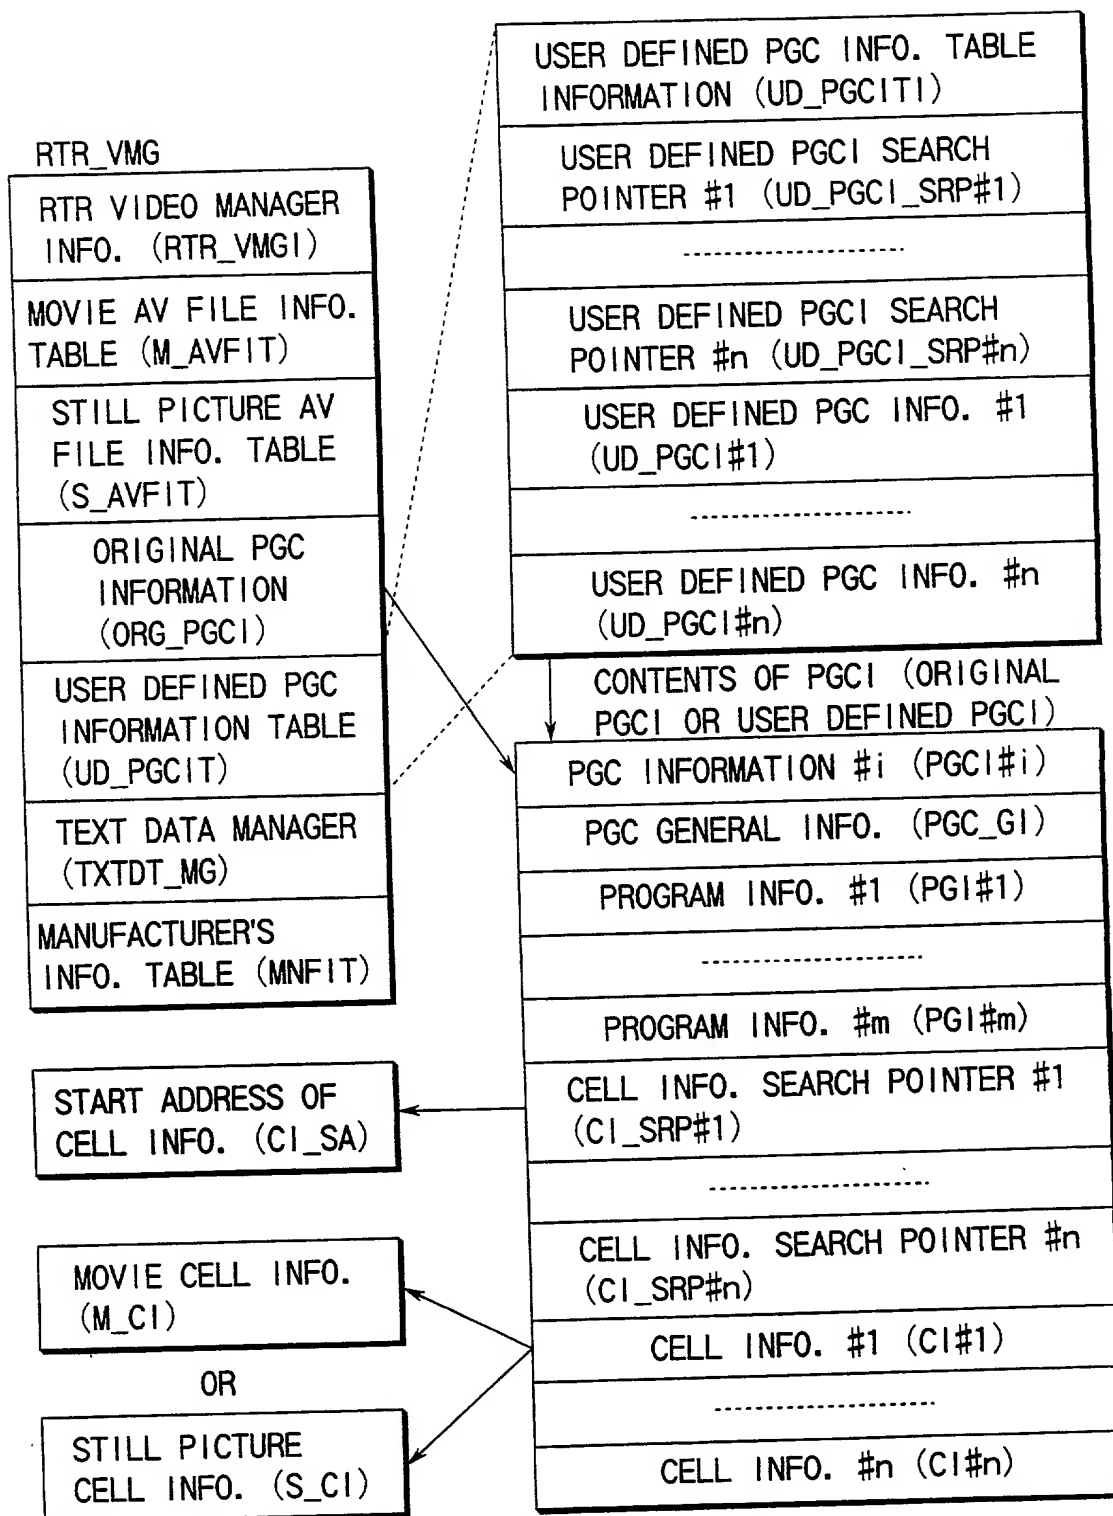 RTR_VMG
RTR VIDEO MANAGER
INFO. (RTR_VMGI)
MOVIE AV FILE INFO.
TABLE (M_AVFIT)
STILL PICTURE AV
FILE INFO. TABLE
(S_AVFIT)
ORIGINAL PGC
INFORMATION
(ORG_PGCI)
USER DEFINED PGC
INFORMATION TABLE
(UD_PGCIT)
TEXT DATA MANAGER
(TXTDT_MG)
MANUFACTURER'S
INFO. TABLE (MNFIT)
USER DEFINED PGC INFO. TABLE
INFORMATION (UD_PGCITI)
USER DEFINED PGCI SEARCH
POINTER #1 (UD_PGCI_SRP#1)
USER DEFINED PGCI SEARCH
POINTER #n (UD_PGCI_SRP#n)
USER DEFINED PGC INFO. #1
(UD_PGCI#1)
USER DEFINED PGC INFO. #n
(UD_PGCI#n)
CONTENTS OF PGCI (ORIGINAL
PGCI OR USER DEFINED PGCI)
PGC INFORMATION #i (PGCI#i)
PGC GENERAL INFO. (PGC_GI)
PROGRAM INFO. #1 (PGI#1)
PROGRAM INFO. #m (PGI#m)
CELL INFO. SEARCH POINTER #1
(CI_SRP#1)
CELL INFO. SEARCH POINTER #n
(CI_SRP#n)
CELL INFO. #1 (CI#1)
CELL INFO. #n (CI#n)
START ADDRESS OF
CELL INFO. (CI_SA)
MOVIE CELL INFO.
(M_CI)
OR
STILL PICTURE
CELL INFO. (S_CI)